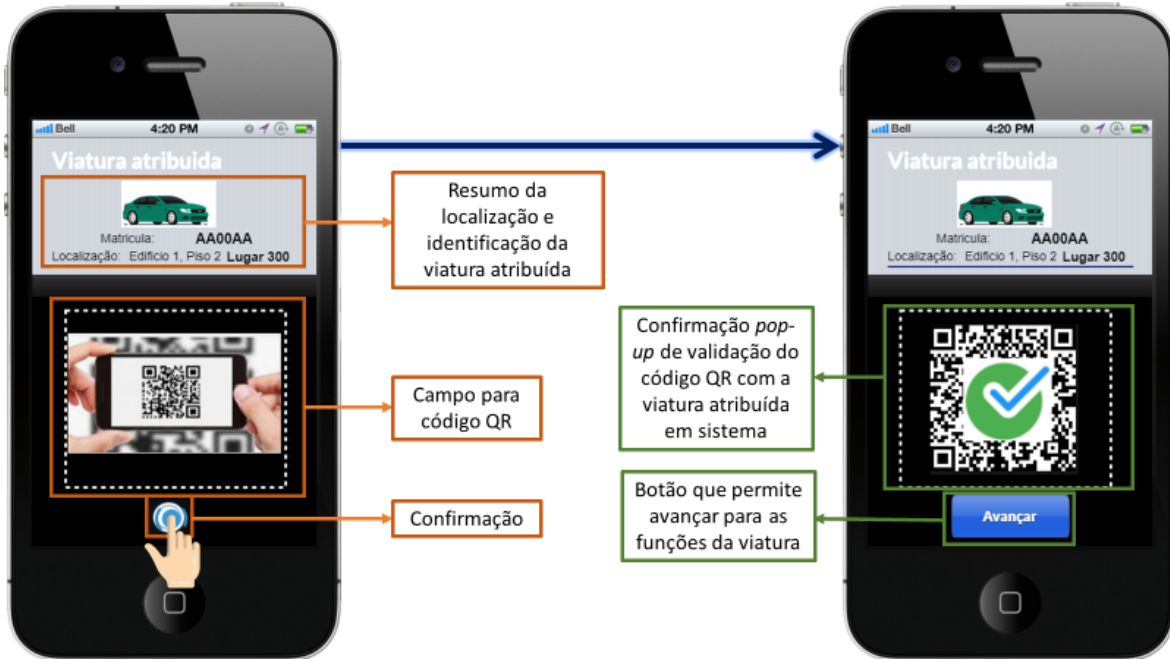 Bell 4:20 PM
Viatura atribuida
Matricula: AA00AA
Localização: Edificio 1, Piso 2 Lugar 300
Resumo da
localização e
identificação da
viatura atribuída
Campo para
código QR
Confirmação
Bell 4:20 PM
Viatura atribuida
Matricula: AA00AA
Localização: Edificio 1, Piso 2 Lugar 300
Confirmação pop-
up de validação do
código QR com a
viatura atribuída
em sistema
Botão que permite
avançar para as
funções da viatura
Avançar